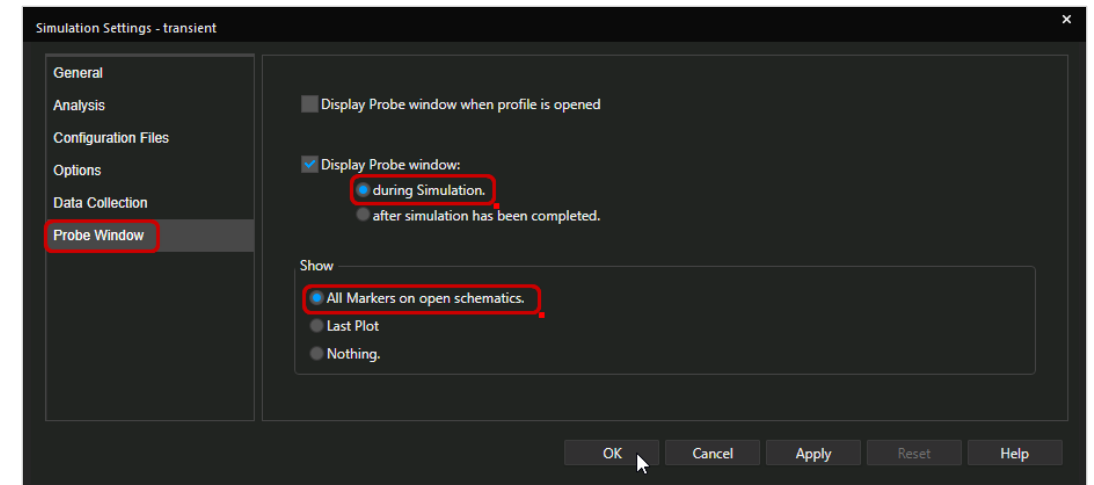 Simulation Settings - transient
×
General
Analysis
Configuration Files
Options
Data Collection
Probe Window
Display Probe window when profile is opened
Display Probe window:
during Simulation.
after simulation has been completed.
Show
All Markers on open schematics.
Last Plot
Nothing.
OK
Cancel
Apply
Reset
Help